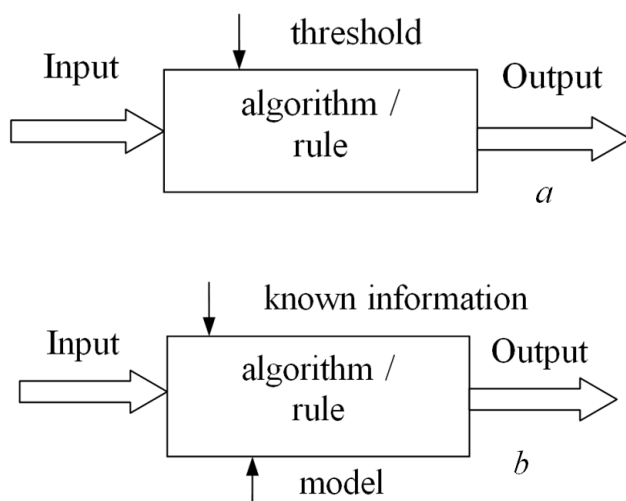 threshold
Input
Output
algorithm /
rule
a
known information
Input
Output
algorithm /
rule
model
b